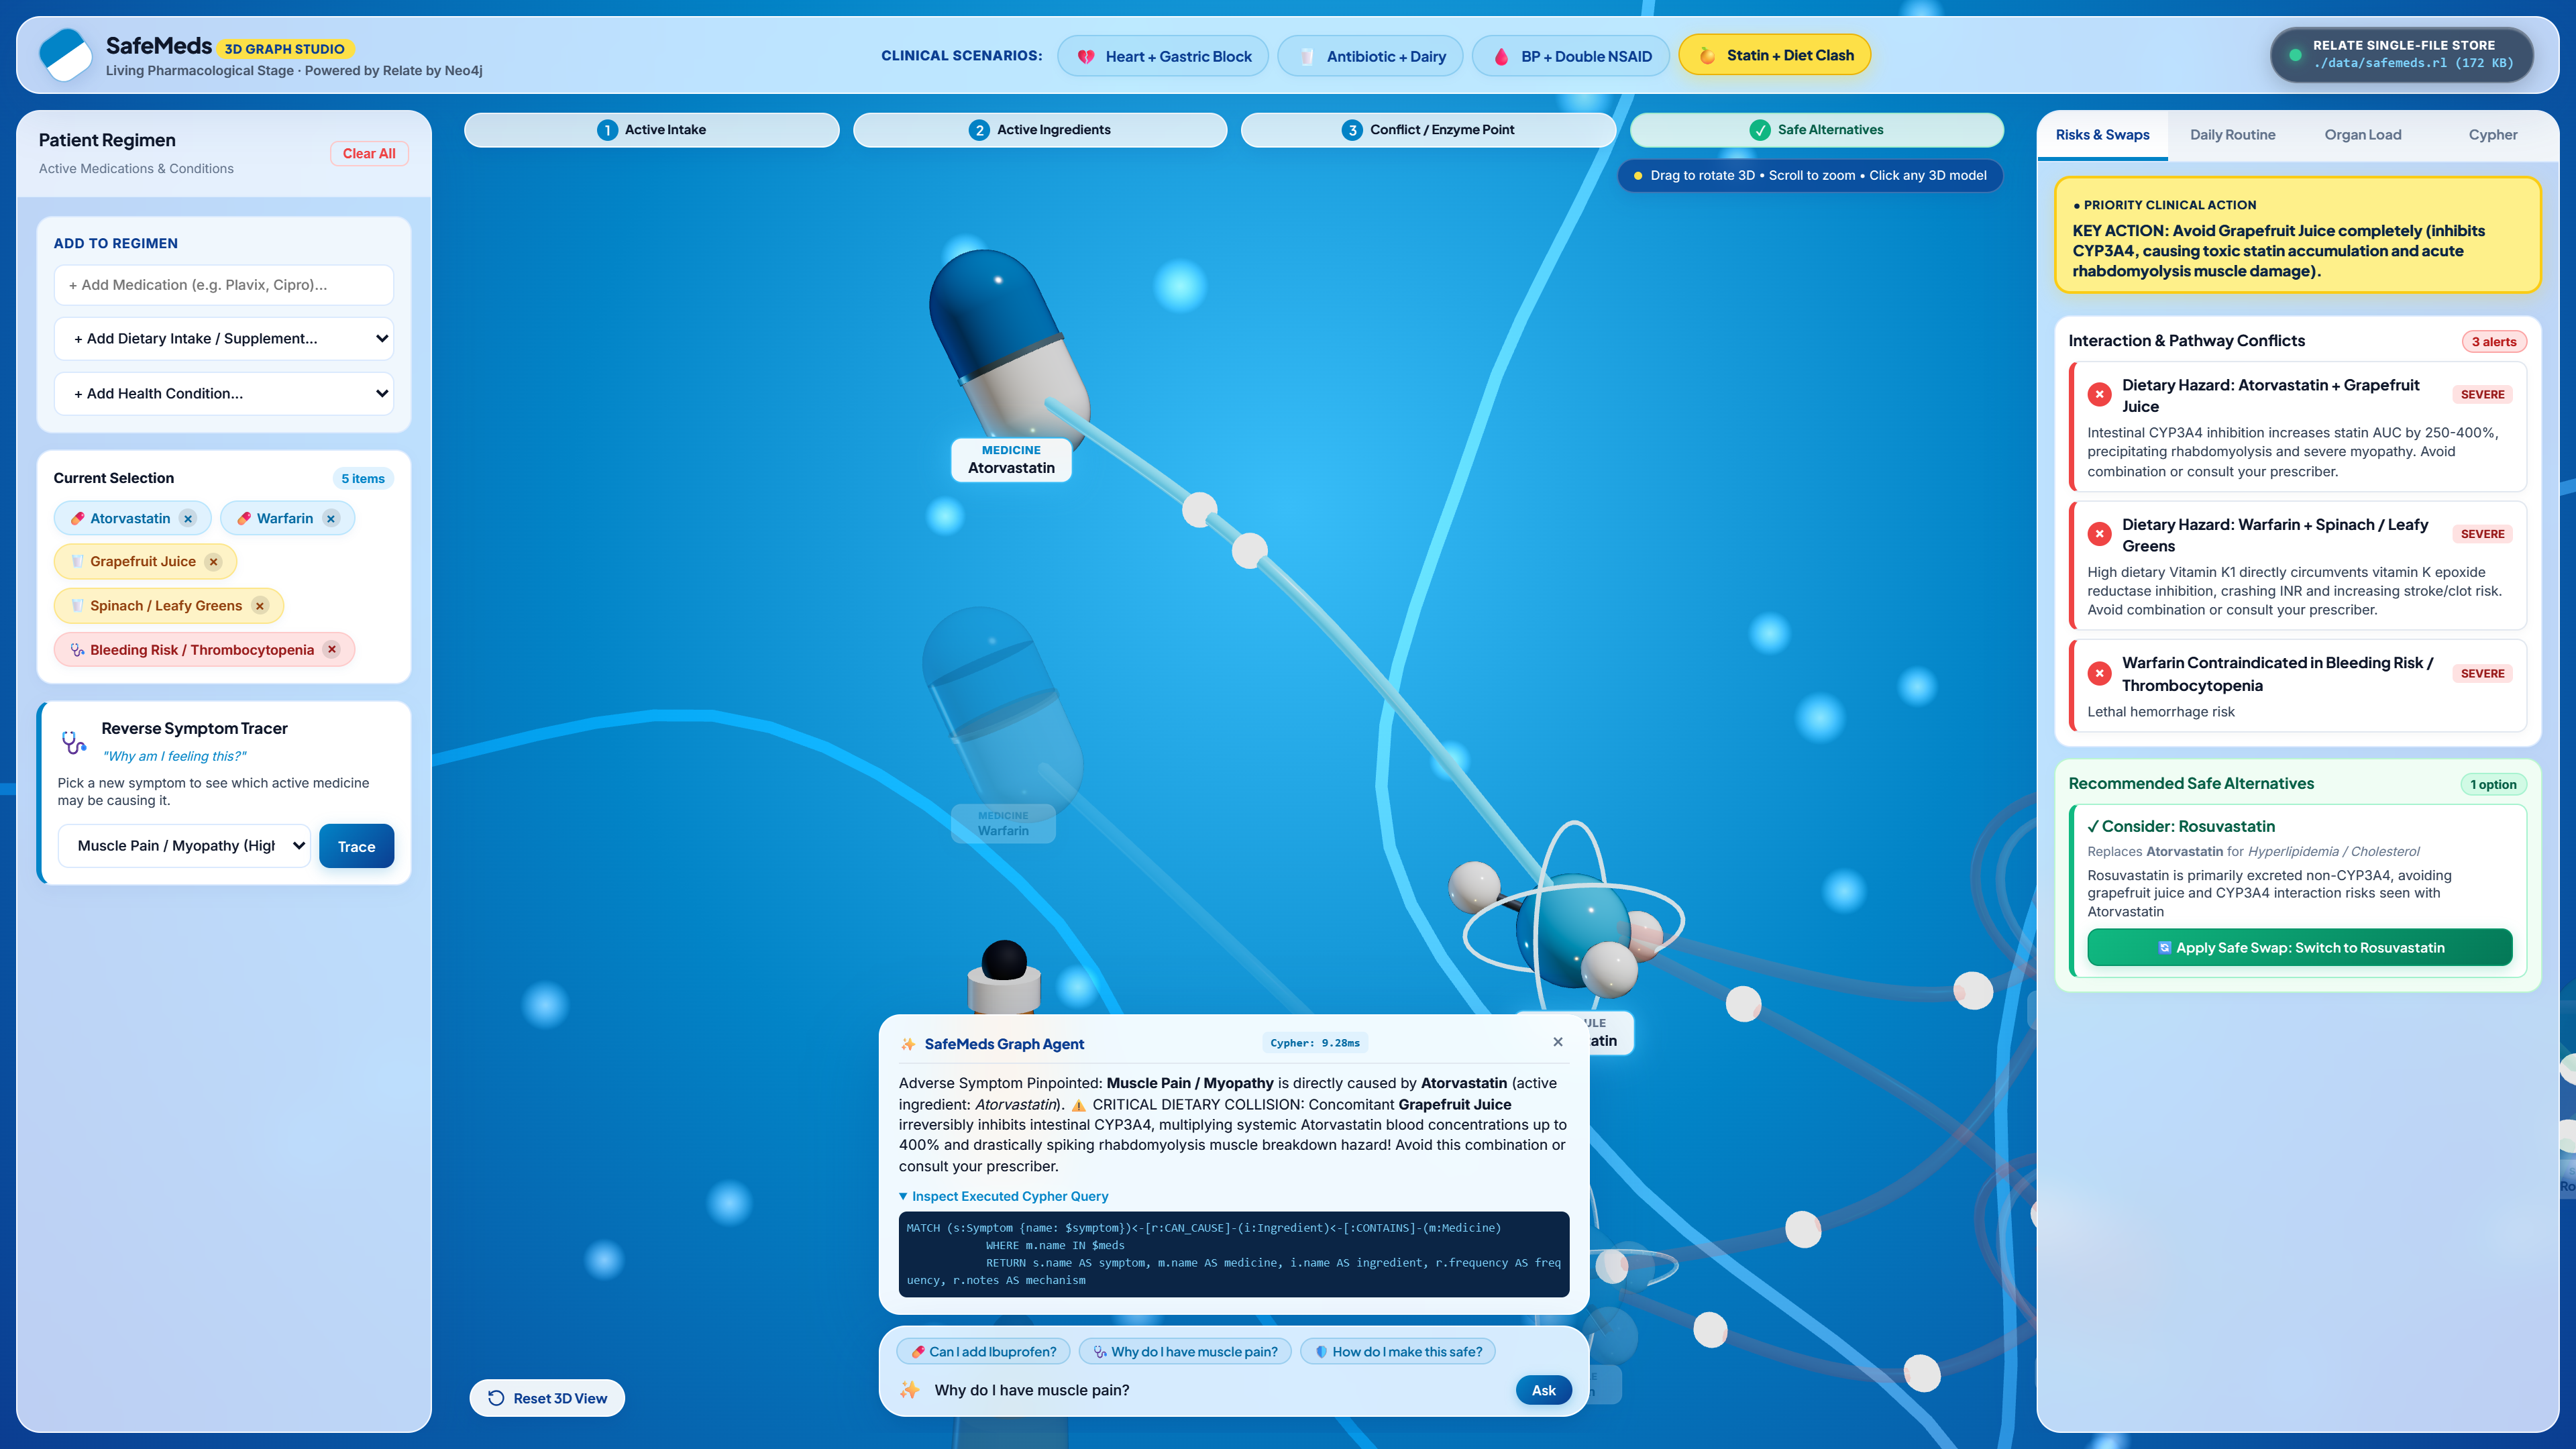 SafeMeds 3D GRAPH STUDIO
Living Pharmacological Stage · Powered by Relate by Neo4j
CLINICAL SCENARIOS:
Heart + Gastric Block
Antibiotic + Dairy
BP + Double NSAID
Statin + Diet Clash
RELATE SINGLE-FILE STORE
./data/safemeds.rl (172 KB)
Patient Regimen
Active Medications & Conditions
Clear All
ADD TO REGIMEN
+ Add Medication (e.g. Plavix, Cipro)...
+ Add Dietary Intake / Supplement...
+ Add Health Condition...
Current Selection
5 items
Atorvastatin ×
Warfarin ×
Grapefruit Juice ×
Spinach / Leafy Greens ×
Bleeding Risk / Thrombocytopenia ×
Reverse Symptom Tracer
"Why am I feeling this?"
Pick a new symptom to see which active medicine
may be causing it.
Muscle Pain / Myopathy (High
Trace
1 Active Intake
2 Active Ingredients
3 Conflict / Enzyme Point
✓ Safe Alternatives
Drag to rotate 3D • Scroll to zoom • Click any 3D model
MEDICINE
Atorvastatin
MEDICINE
Warfarin
ULE
atin
SafeMeds Graph Agent
Cypher: 9.28ms
×
Adverse Symptom Pinpointed: Muscle Pain / Myopathy is directly caused by Atorvastatin (active
ingredient: Atorvastatin). ⚠️ CRITICAL DIETARY COLLISION: Concomitant Grapefruit Juice
irreversibly inhibits intestinal CYP3A4, multiplying systemic Atorvastatin blood concentrations up to
400% and drastically spiking rhabdomyolysis muscle breakdown hazard! Avoid this combination or
consult your prescriber.
▼ Inspect Executed Cypher Query
MATCH (s:Symptom {name: $symptom})<-[r:CAN_CAUSE]-(i:Ingredient)<-[:CONTAINS]-(m:Medicine)
WHERE m.name IN $meds
RETURN s.name AS symptom, m.name AS medicine, i.name AS ingredient, r.frequency AS freq
uency, r.notes AS mechanism
Can I add Ibuprofen?
Why do I have muscle pain?
How do I make this safe?
Why do I have muscle pain?
Ask
Reset 3D View
Risks & Swaps
Daily Routine
Organ Load
Cypher
● PRIORITY CLINICAL ACTION
KEY ACTION: Avoid Grapefruit Juice completely (inhibits
CYP3A4, causing toxic statin accumulation and acute
rhabdomyolysis muscle damage).
Interaction & Pathway Conflicts
3 alerts
Dietary Hazard: Atorvastatin + Grapefruit
Juice
SEVERE
Intestinal CYP3A4 inhibition increases statin AUC by 250-400%,
precipitating rhabdomyolysis and severe myopathy. Avoid
combination or consult your prescriber.
Dietary Hazard: Warfarin + Spinach / Leafy
Greens
SEVERE
High dietary Vitamin K1 directly circumvents vitamin K epoxide
reductase inhibition, crashing INR and increasing stroke/clot risk.
Avoid combination or consult your prescriber.
Warfarin Contraindicated in Bleeding Risk /
Thrombocytopenia
SEVERE
Lethal hemorrhage risk
Recommended Safe Alternatives
1 option
✓ Consider: Rosuvastatin
Replaces Atorvastatin for Hyperlipidemia / Cholesterol
Rosuvastatin is primarily excreted non-CYP3A4, avoiding
grapefruit juice and CYP3A4 interaction risks seen with
Atorvastatin
Apply Safe Swap: Switch to Rosuvastatin
Ro